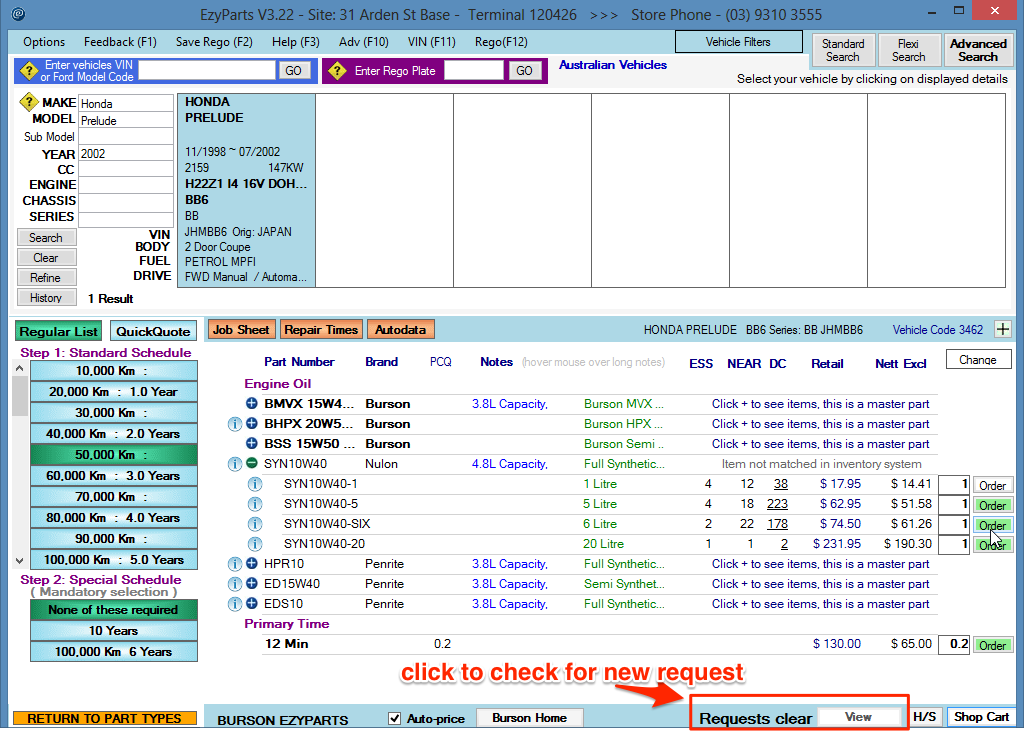 EzyParts V3.22 - Site: 31 Arden St Base - Terminal 120426 >>> Store Phone - (03) 9310 3555
Options Feedback (F1) Save Rego (F2) Help (F3) Adv (F10) VIN (F11) Rego(F12) Vehicle Filters
Standard Search Flexi Search Advanced Search
? Enter vehicles VIN or Ford Model Code GO ? Enter Rego Plate GO Australian Vehicles
Select your vehicle by clicking on displayed details
? MAKE Honda
MODEL Prelude
Sub Model
YEAR 2002
CC
ENGINE
CHASSIS
SERIES
Search
Clear
Refine
History
VIN
BODY
FUEL
DRIVE
1 Result
HONDA
PRELUDE
11/1998 ~ 07/2002
2159 147KW
H22Z1 I4 16V DOH...
BB6
BB
JHMBB6 Orig: JAPAN
2 Door Coupe
PETROL MPFI
FWD Manual / Automa...
Regular List QuickQuote Job Sheet Repair Times Autodata HONDA PRELUDE BB6 Series: BB JHMBB6 Vehicle Code 3462 +
Step 1: Standard Schedule
10,000 Km :
20,000 Km : 1.0 Year
30,000 Km :
40,000 Km : 2.0 Years
50,000 Km :
60,000 Km : 3.0 Years
70,000 Km :
80,000 Km : 4.0 Years
90,000 Km :
100,000 Km : 5.0 Years
Step 2: Special Schedule
( Mandatory selection )
None of these required
10 Years
100,000 Km 6 Years
Part Number Brand PCQ Notes (hover mouse over long notes) ESS NEAR DC Retail Nett Excl Change
Engine Oil
BMVX 15W4... Burson 3.8L Capacity, Burson MVX ... Click + to see items, this is a master part
BHPX 20W5... Burson 3.8L Capacity, Burson HPX ... Click + to see items, this is a master part
BSS 15W50 ... Burson Burson Semi .. Click + to see items, this is a master part
SYN10W40 Nulon 4.8L Capacity, Full Synthetic... Item not matched in inventory system
SYN10W40-1 1 Litre 4 12 38 $ 17.95 $ 14.41 1 Order
SYN10W40-5 5 Litre 4 18 223 $ 62.95 $ 51.58 1 Order
SYN10W40-SIX 6 Litre 2 22 178 $ 74.50 $ 61.26 1 Order
SYN10W40-20 20 Litre 1 1 2 $ 231.95 $ 190.30 1 Order
HPR10 Penrite 3.8L Capacity, Full Synthetic... Click + to see items, this is a master part
ED15W40 Penrite 3.8L Capacity, Semi Synthet... Click + to see items, this is a master part
EDS10 Penrite 3.8L Capacity, Full Synthetic... Click + to see items, this is a master part
Primary Time
12 Min 0.2 $ 130.00 $ 65.00 0.2 Order
click to check for new request
RETURN TO PART TYPES BURSON EZYPARTS Auto-price Burson Home Requests clear View H/S Shop Cart